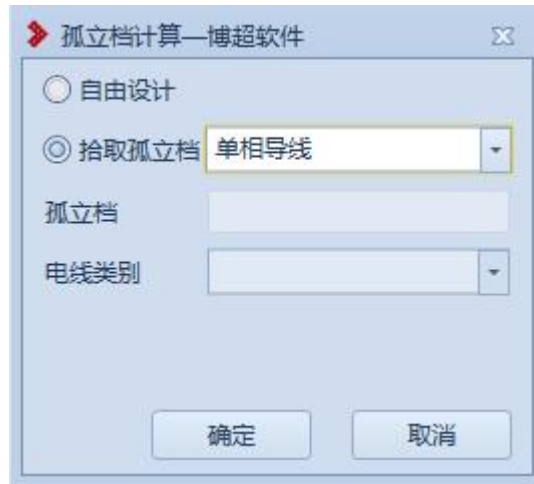 孤立档计算—博超软件
自由设计
拾取孤立档 单相导线
孤立档
电线类别
确定 取消